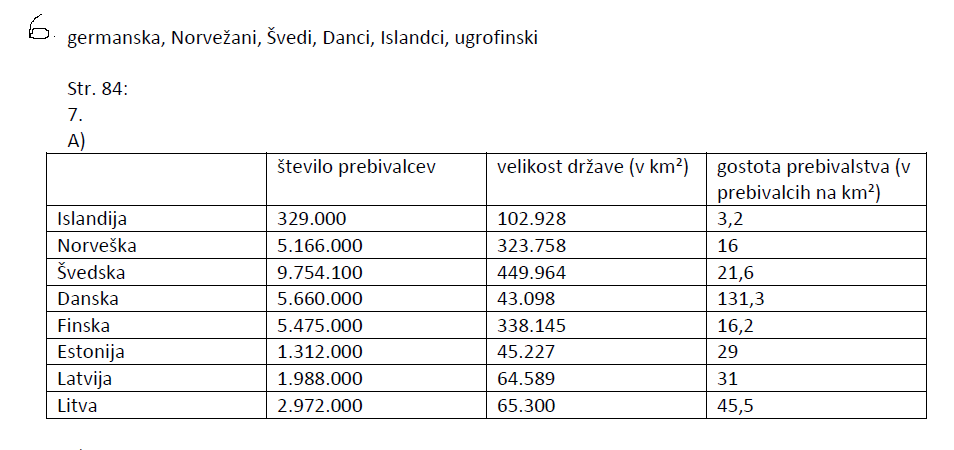 6. germanska, Norvežani, Švedi, Danci, Islandci, ugrofinski
Str. 84:
7.
A)
število prebivalcev velikost države (v km²) gostota prebivalstva (v prebivalcih na km²)
Islandija 329.000 102.928 3,2
Norveška 5.166.000 323.758 16
Švedska 9.754.100 449.964 21,6
Danska 5.660.000 43.098 131,3
Finska 5.475.000 338.145 16,2
Estonija 1.312.000 45.227 29
Latvija 1.988.000 64.589 31
Litva 2.972.000 65.300 45,5